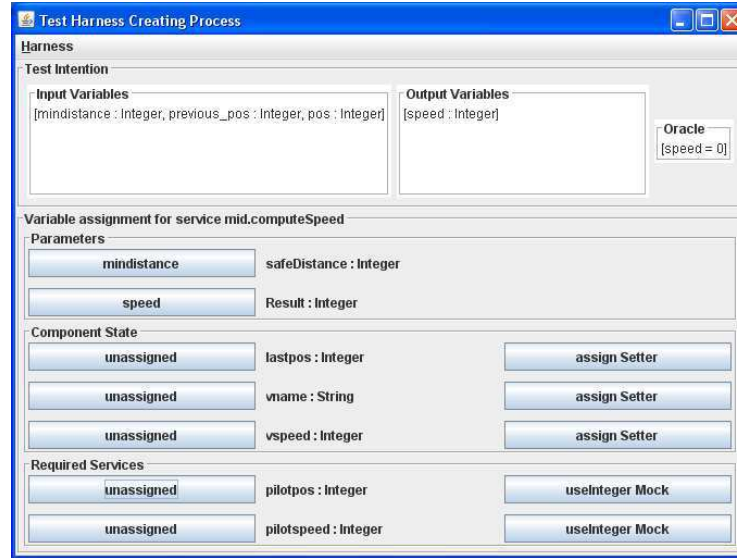 Test Harness Creating Process
Harness
Test Intention
Input Variables
[mindistance : Integer, previous_pos : Integer, pos : Integer]
Output Variables
[speed : Integer]
Oracle
[speed = 0]
Variable assignment for service mid.computeSpeed
Parameters
mindistance safeDistance : Integer
speed Result : Integer
Component State
unassigned lastpos : Integer assign Setter
unassigned vname : String assign Setter
unassigned vspeed : Integer assign Setter
Required Services
unassigned pilotpos : Integer useInteger Mock
unassigned pilotspeed : Integer useInteger Mock